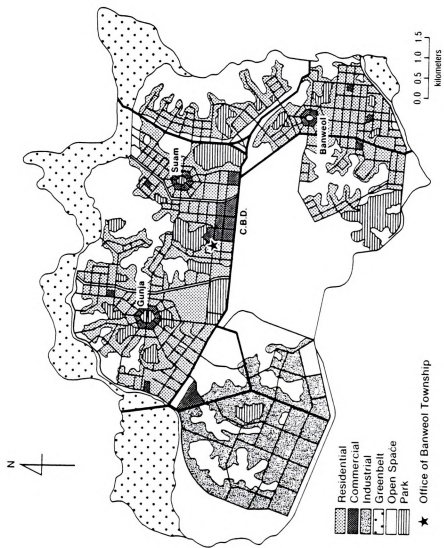 N
Gunja
Suam
C.B.D.
Banweol
0.0 0.5 1.0 1.5
kilometers
Residential
Commercial
Industrial
Greenbelt
Open Space
Park
Office of Banweol Township